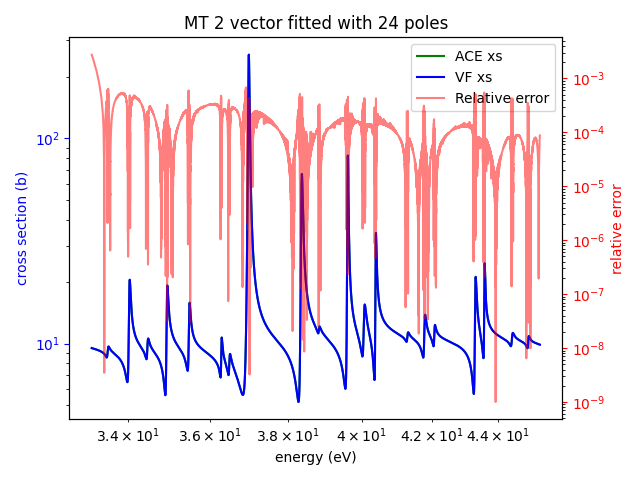 MT 2 vector fitted with 24 poles
ACE xs
VF xs
Relative error
cross section (b)
10²
10¹
relative error
10⁻³
10⁻⁴
10⁻⁵
10⁻⁶
10⁻⁷
10⁻⁸
10⁻⁹
3.4 × 10¹ 3.6 × 10¹ 3.8 × 10¹ 4 × 10¹ 4.2 × 10¹ 4.4 × 10¹
energy (eV)